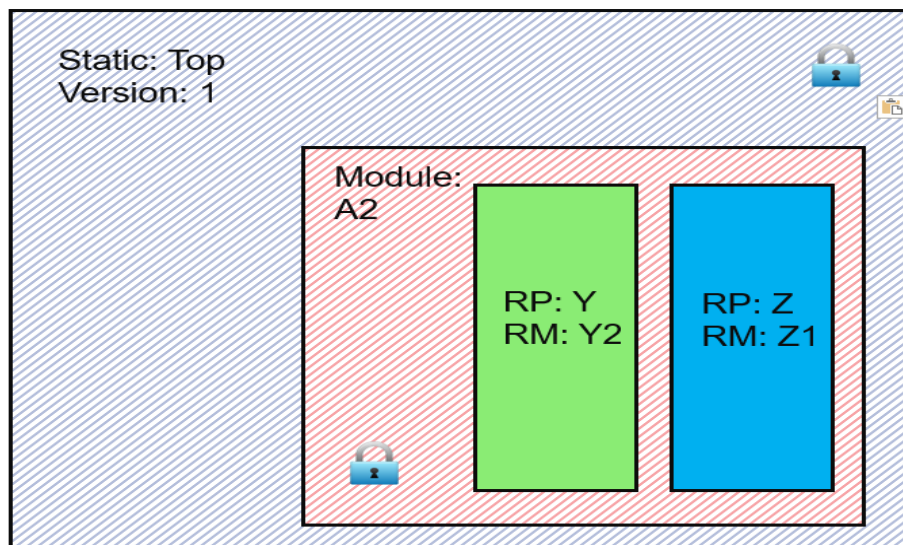 Static: Top
Version: 1
Module:
A2
RP: Y
RM: Y2
RP: Z
RM: Z1